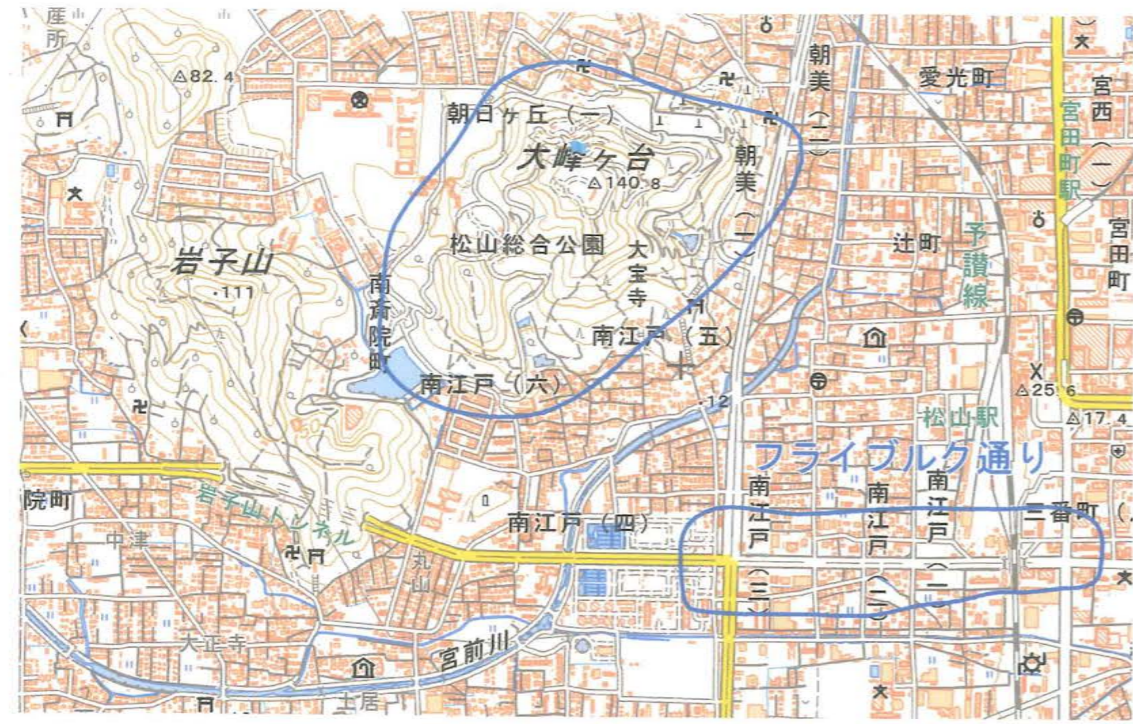 産所
82.4
朝日ヶ丘（一）
大峰ヶ台
140.8
朝美（一）
朝美（二）
愛光町
宮西（一）
宮田町駅
宮田町
岩子山
111
松山総合公園
大宝寺
辻町
予讃線
南斎院町
南江戸（五）
南江戸（六）
12
25.6
17.4
松山駅
フライブルク通り
院町
岩子山トンネル
中津
丸山
南江戸（四）
南江戸（三）
南江戸（二）
南江戸（一）
三番町（
大正寺
宮前川
土居